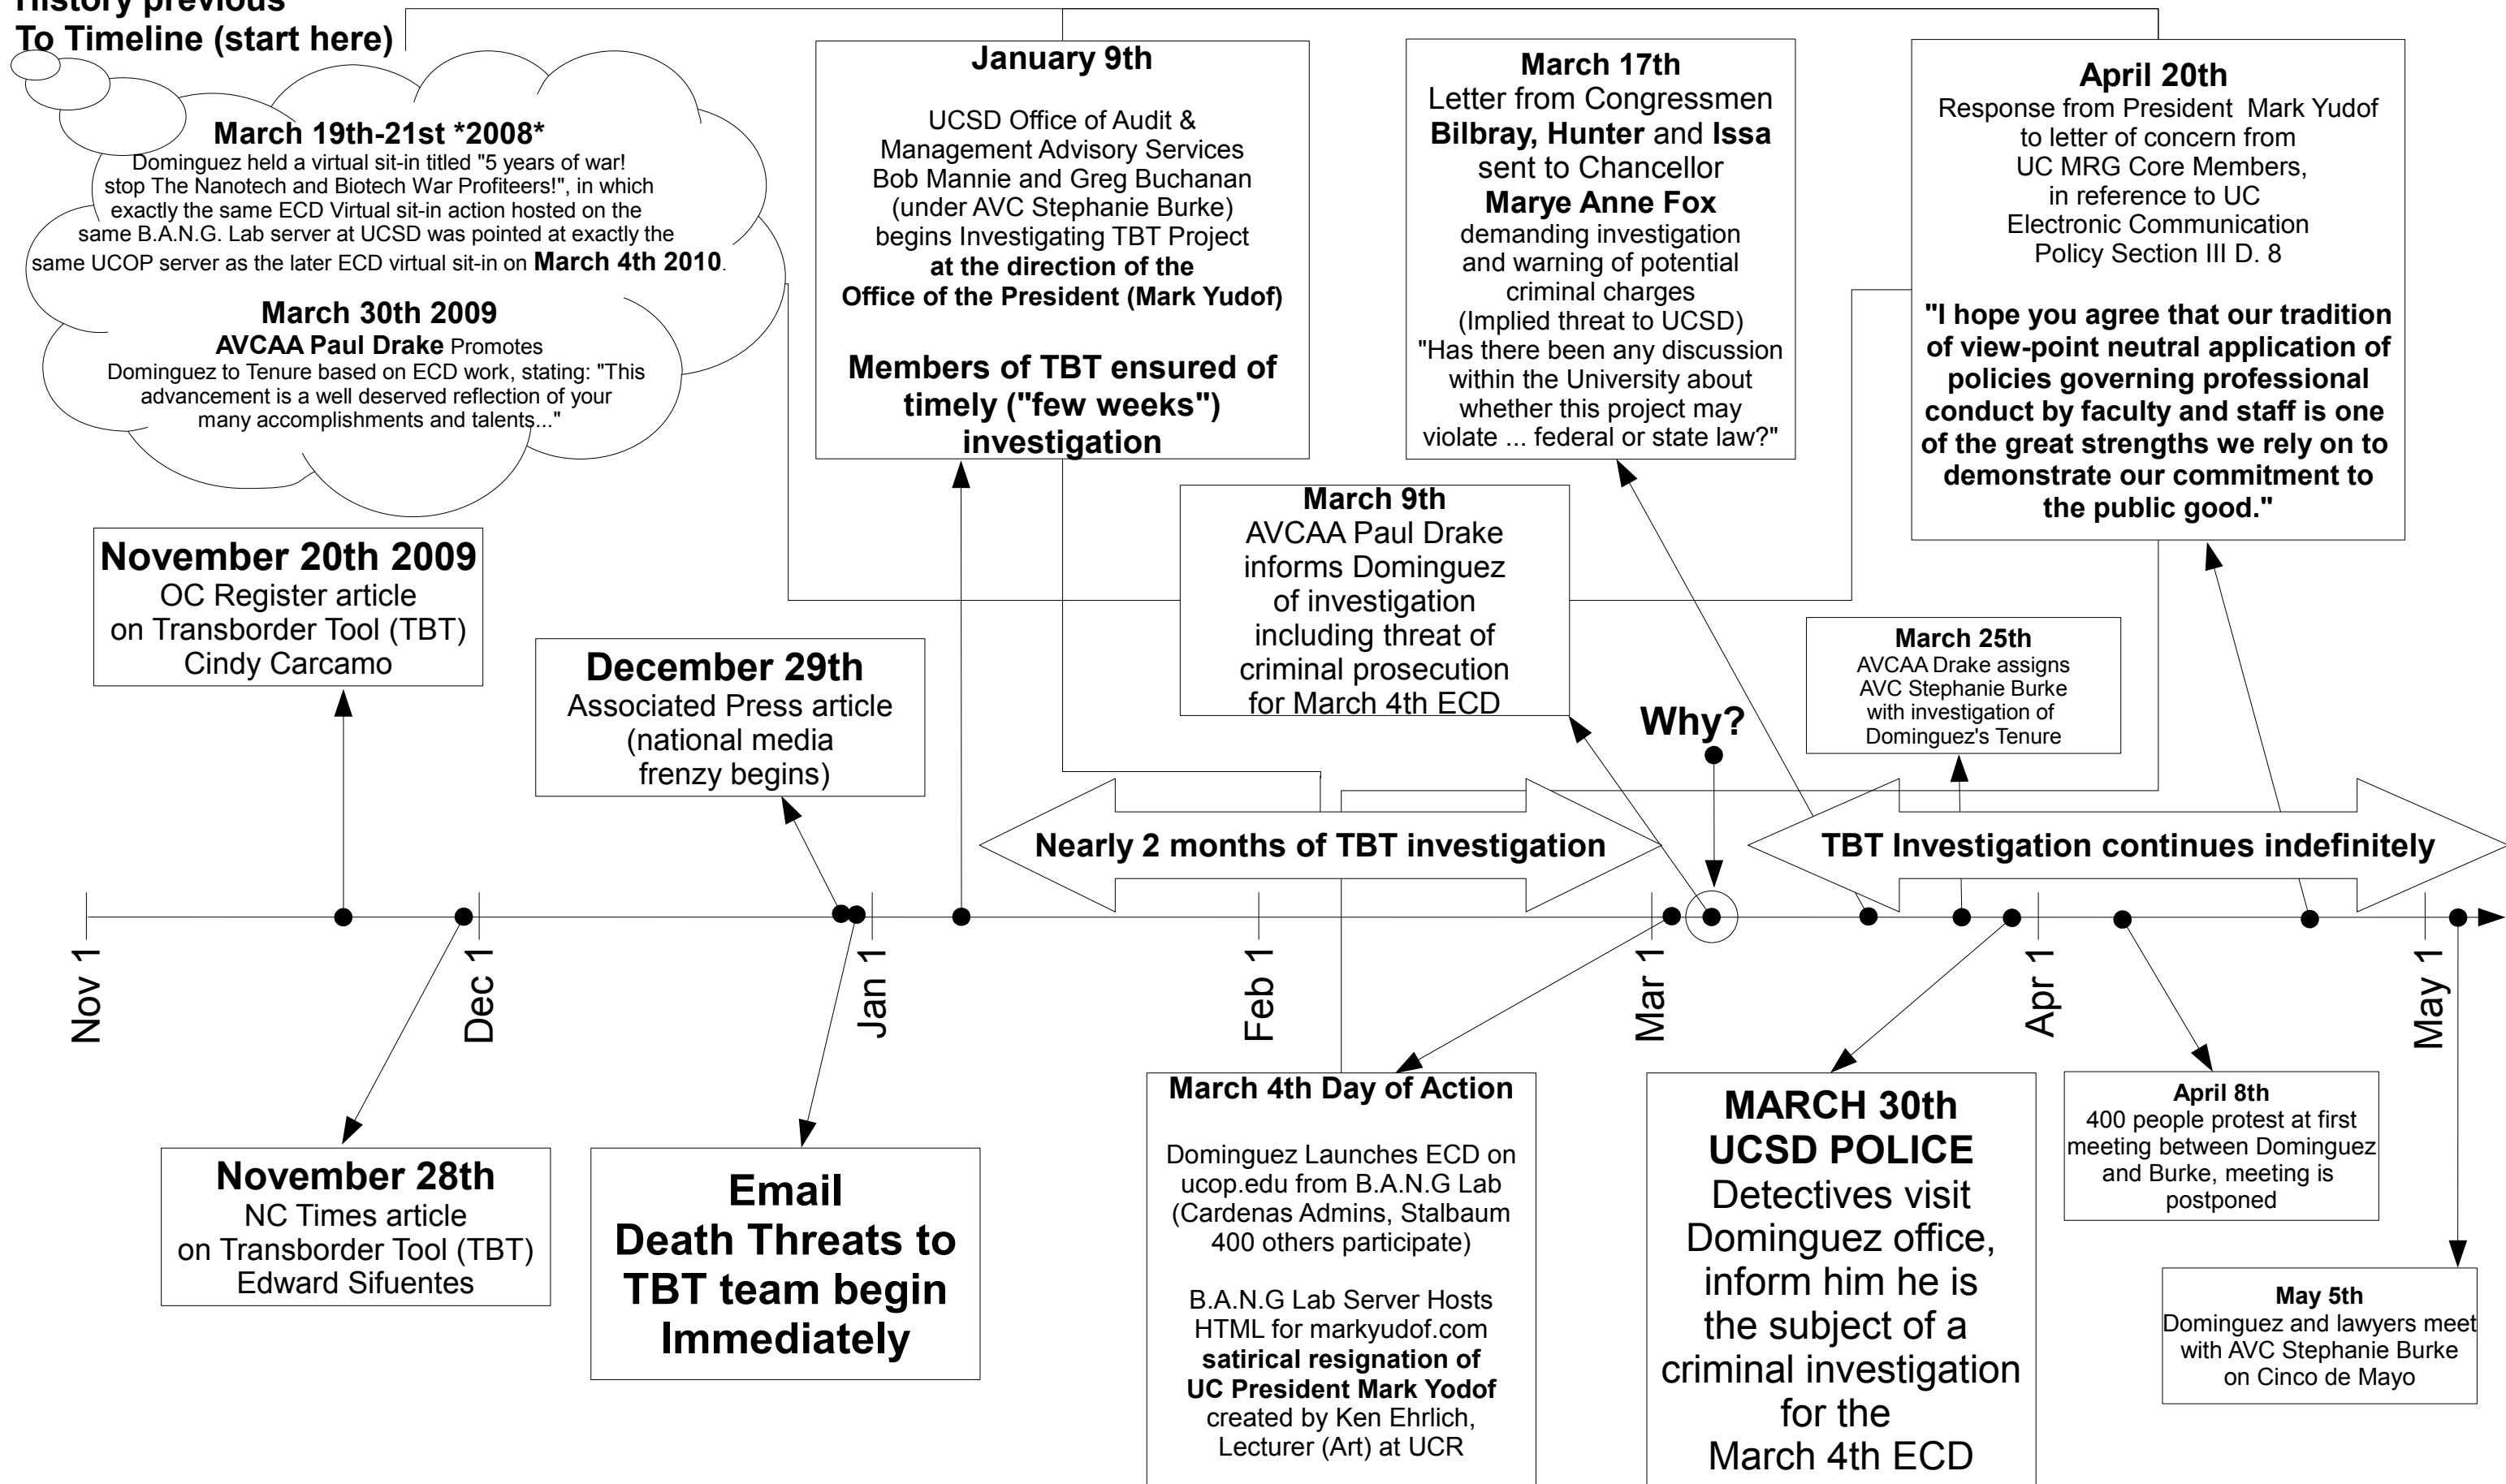 History previous
To Timeline (start here)
March 19th-21st *2008*
Dominguez held a virtual sit-in titled "5 years of war!
stop The Nanotech and Biotech War Profiteers!", in which
exactly the same ECD Virtual sit-in action hosted on the
same B.A.N.G. Lab server at UCSD was pointed at exactly the
same UCOP server as the later ECD virtual sit-in on March 4th 2010.
March 30th 2009
AVCAA Paul Drake Promotes
Dominguez to Tenure based on ECD work, stating: "This
advancement is a well deserved reflection of your
many accomplishments and talents..."
January 9th
UCSD Office of Audit &
Management Advisory Services
Bob Mannie and Greg Buchanan
(under AVC Stephanie Burke)
begins Investigating TBT Project
at the direction of the
Office of the President (Mark Yudof)
Members of TBT ensured of
timely ("few weeks")
investigation
March 17th
Letter from Congressmen
Bilbray, Hunter and Issa
sent to Chancellor
Marye Anne Fox
demanding investigation
and warning of potential
criminal charges
(Implied threat to UCSD)
"Has there been any discussion
within the University about
whether this project may
violate ... federal or state law?"
April 20th
Response from President Mark Yudof
to letter of concern from
UC MRG Core Members,
in reference to UC
Electronic Communication
Policy Section III D. 8
"I hope you agree that our tradition
of view-point neutral application of
policies governing professional
conduct by faculty and staff is one
of the great strengths we rely on to
demonstrate our commitment to
the public good."
November 20th 2009
OC Register article
on Transborder Tool (TBT)
Cindy Carcamo
December 29th
Associated Press article
(national media
frenzy begins)
March 9th
AVCAA Paul Drake
informs Dominguez
of investigation
including threat of
criminal prosecution
for March 4th ECD
Why?
March 25th
AVCAA Drake assigns
AVC Stephanie Burke
with investigation of
Dominguez's Tenure
Nearly 2 months of TBT investigation
TBT Investigation continues indefinitely
Nov 1
Dec 1
Jan 1
Feb 1
Mar 1
Apr 1
May 1
November 28th
NC Times article
on Transborder Tool (TBT)
Edward Sifuentes
Email
Death Threats to
TBT team begin
Immediately
March 4th Day of Action
Dominguez Launches ECD on
ucop.edu from B.A.N.G Lab
(Cardenas Admins, Stalbaum
400 others participate)
B.A.N.G Lab Server Hosts
HTML for markyudof.com
satirical resignation of
UC President Mark Yodof
created by Ken Ehrlich,
Lecturer (Art) at UCR
MARCH 30th
UCSD POLICE
Detectives visit
Dominguez office,
inform him he is
the subject of a
criminal investigation
for the
March 4th ECD
April 8th
400 people protest at first
meeting between Dominguez
and Burke, meeting is
postponed
May 5th
Dominguez and lawyers meet
with AVC Stephanie Burke
on Cinco de Mayo